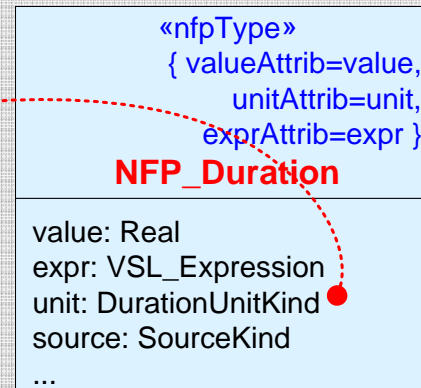 «nfpType»
{ valueAttrib=value,
unitAttrib=unit,
exprAttrib=expr }
NFP_Duration
value: Real
expr: VSL_Expression
unit: DurationUnitKind
source: SourceKind
...